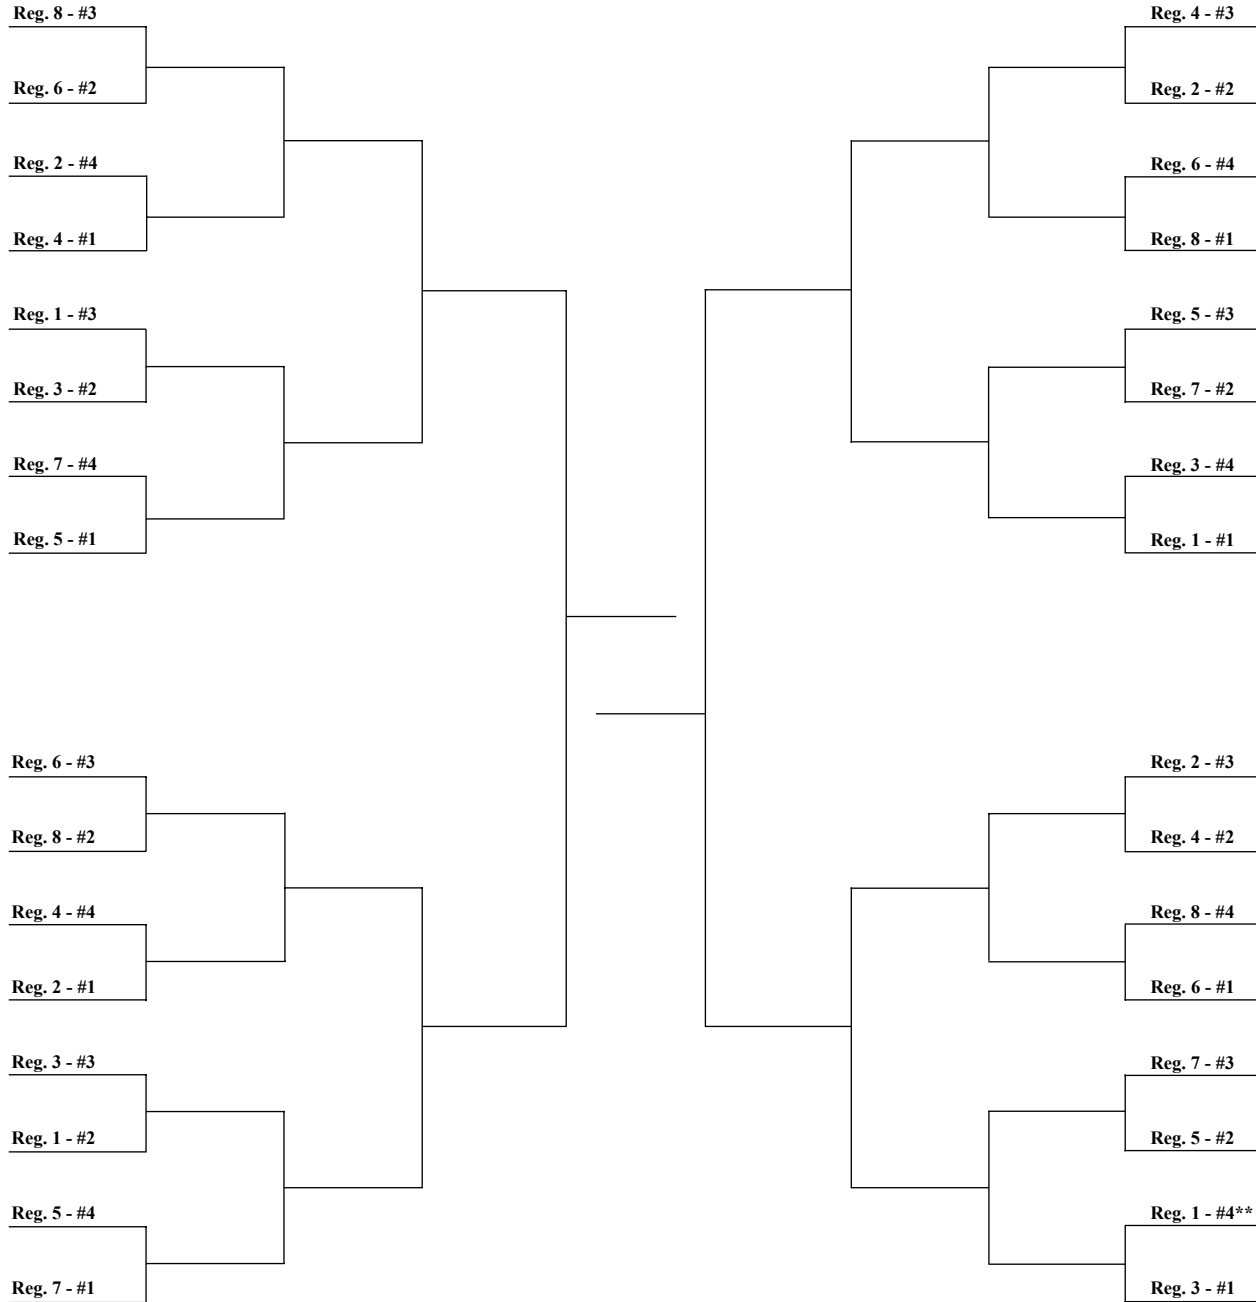 Reg. 8 - #3
Reg. 6 - #2
Reg. 2 - #4
Reg. 4 - #1
Reg. 1 - #3
Reg. 3 - #2
Reg. 7 - #4
Reg. 5 - #1
Reg. 6 - #3
Reg. 8 - #2
Reg. 4 - #4
Reg. 2 - #1
Reg. 3 - #3
Reg. 1 - #2
Reg. 5 - #4
Reg. 7 - #1
Reg. 4 - #3
Reg. 2 - #2
Reg. 6 - #4
Reg. 8 - #1
Reg. 5 - #3
Reg. 7 - #2
Reg. 3 - #4
Reg. 1 - #1
Reg. 2 - #3
Reg. 4 - #2
Reg. 8 - #4
Reg. 6 - #1
Reg. 7 - #3
Reg. 5 - #2
Reg. 1 - #4**
Reg. 3 - #1